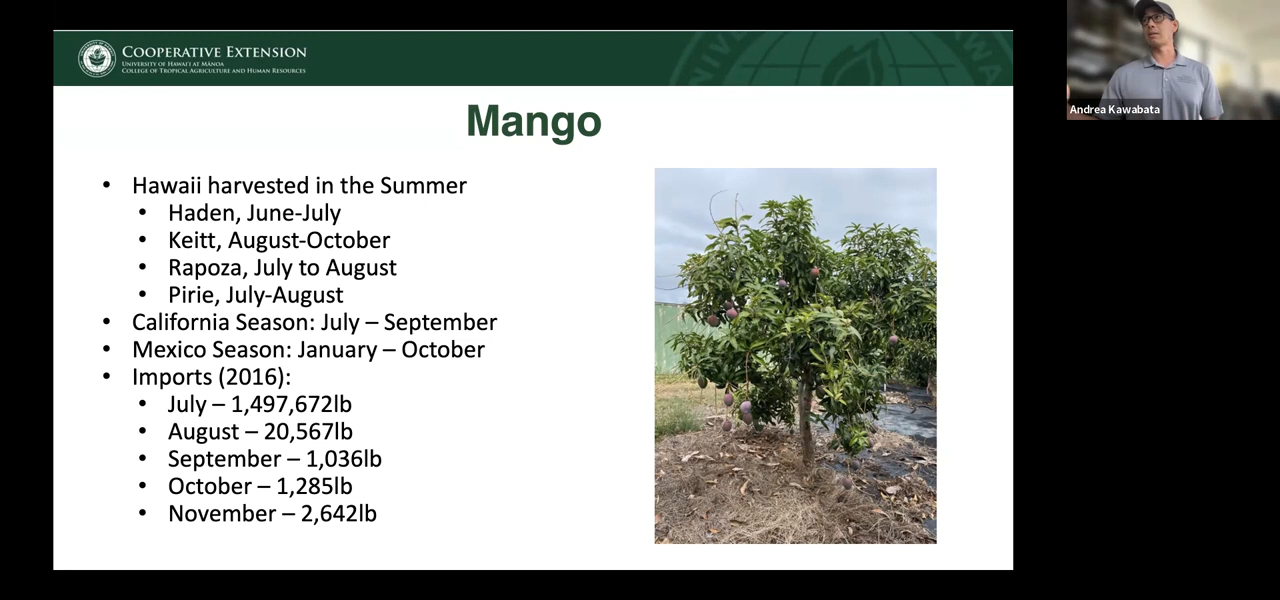 COOPERATIVE EXTENSION
UNIVERSITY OF HAWAI'I AT MĀNOA
COLLEGE OF TROPICAL AGRICULTURE AND HUMAN RESOURCES
Mango
• Hawaii harvested in the Summer
• Haden, June-July
• Keitt, August-October
• Rapoza, July to August
• Pirie, July-August
• California Season: July – September
• Mexico Season: January – October
• Imports (2016):
• July – 1,497,672lb
• August – 20,567lb
• September – 1,036lb
• October – 1,285lb
• November – 2,642lb
Andrea Kawabata